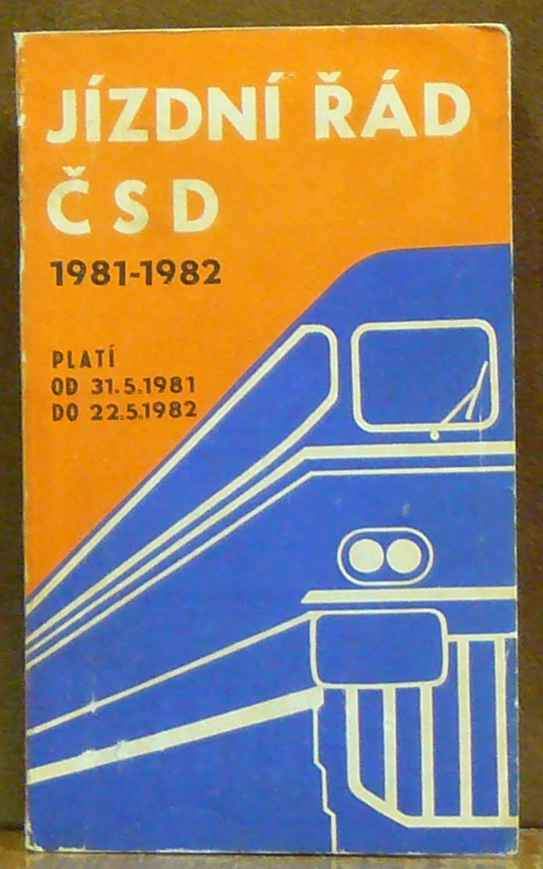 JÍZDNÍ ŘÁD
ČSD
1981-1982
PLATÍ
OD 31.5.1981
DO 22.5.1982